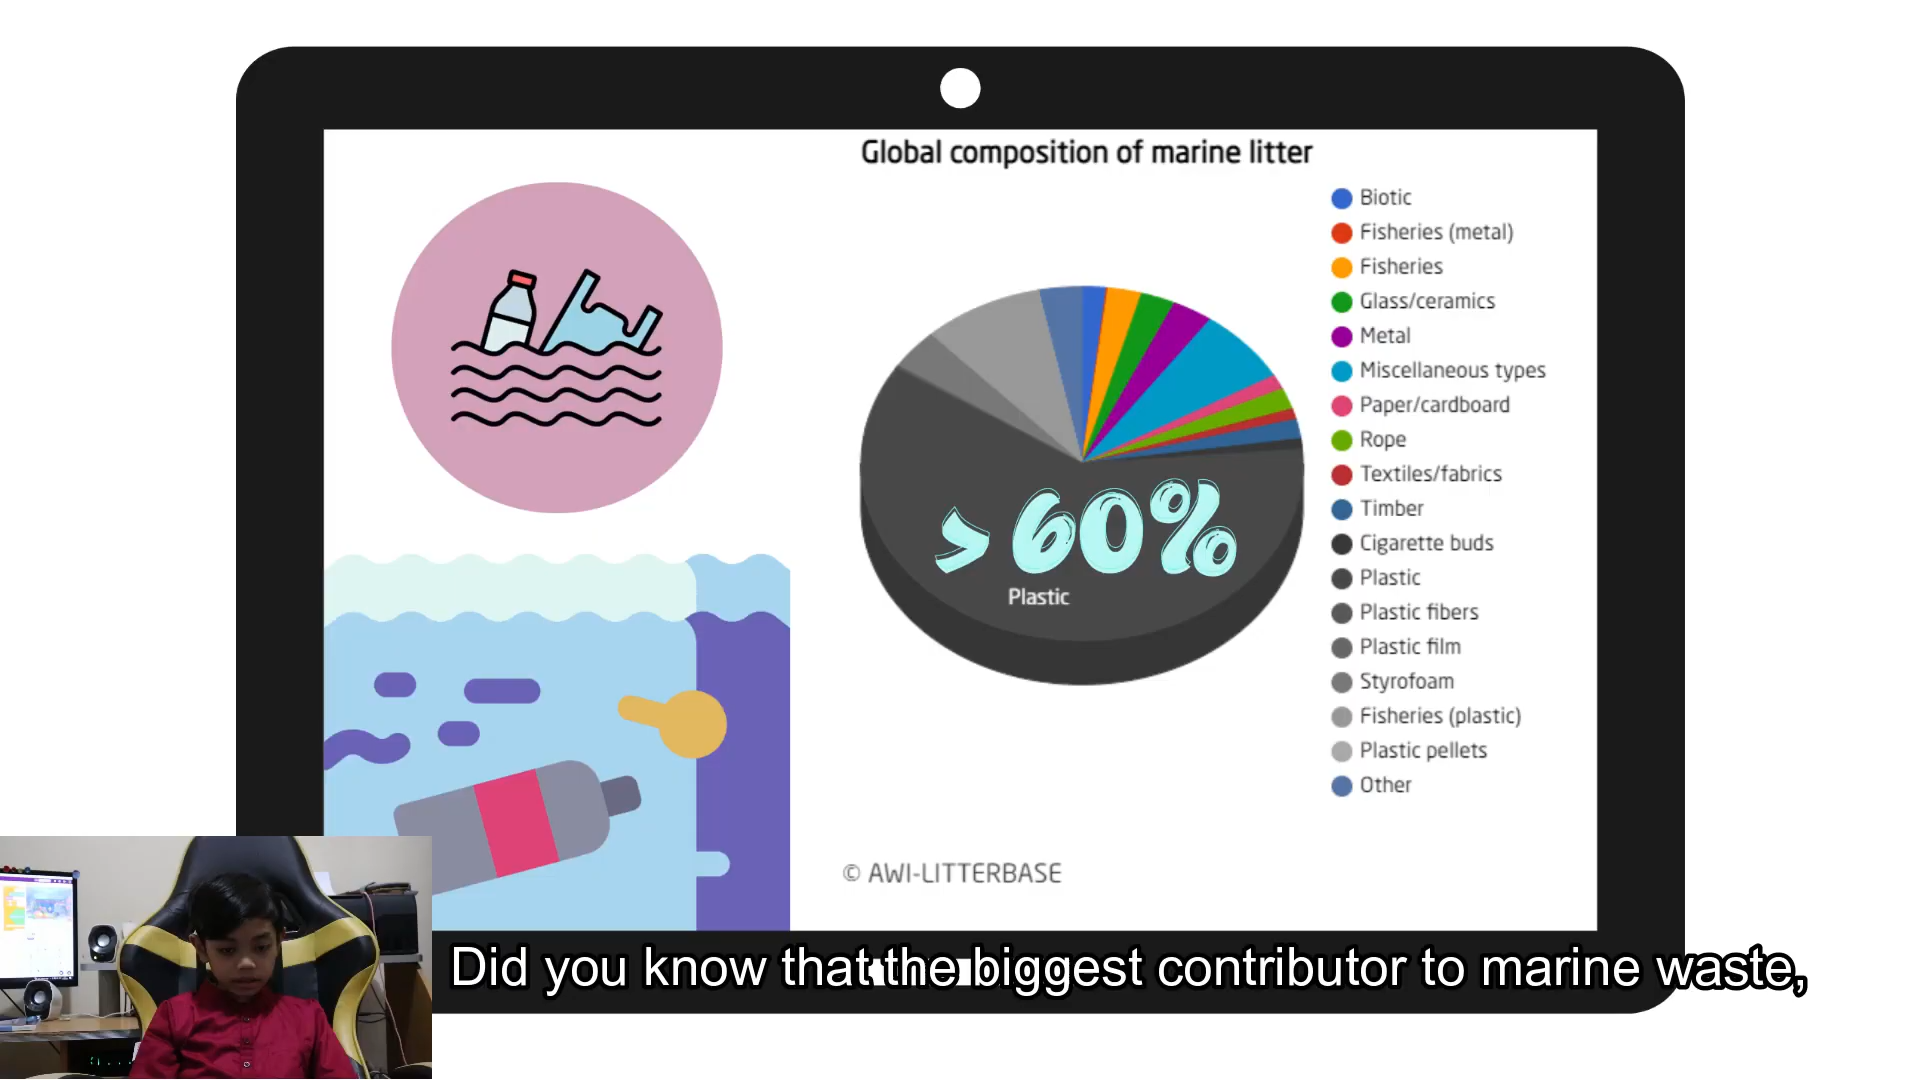 Global composition of marine litter
Biotic
Fisheries (metal)
Fisheries
Glass/ceramics
Metal
Miscellaneous types
Paper/cardboard
Rope
Textiles/fabrics
Timber
Cigarette buds
Plastic
Plastic fibers
Plastic film
Styrofoam
Fisheries (plastic)
Plastic pellets
Other
> 60%
Plastic
© AWI-LITTERBASE
Did you know that the biggest contributor to marine waste,